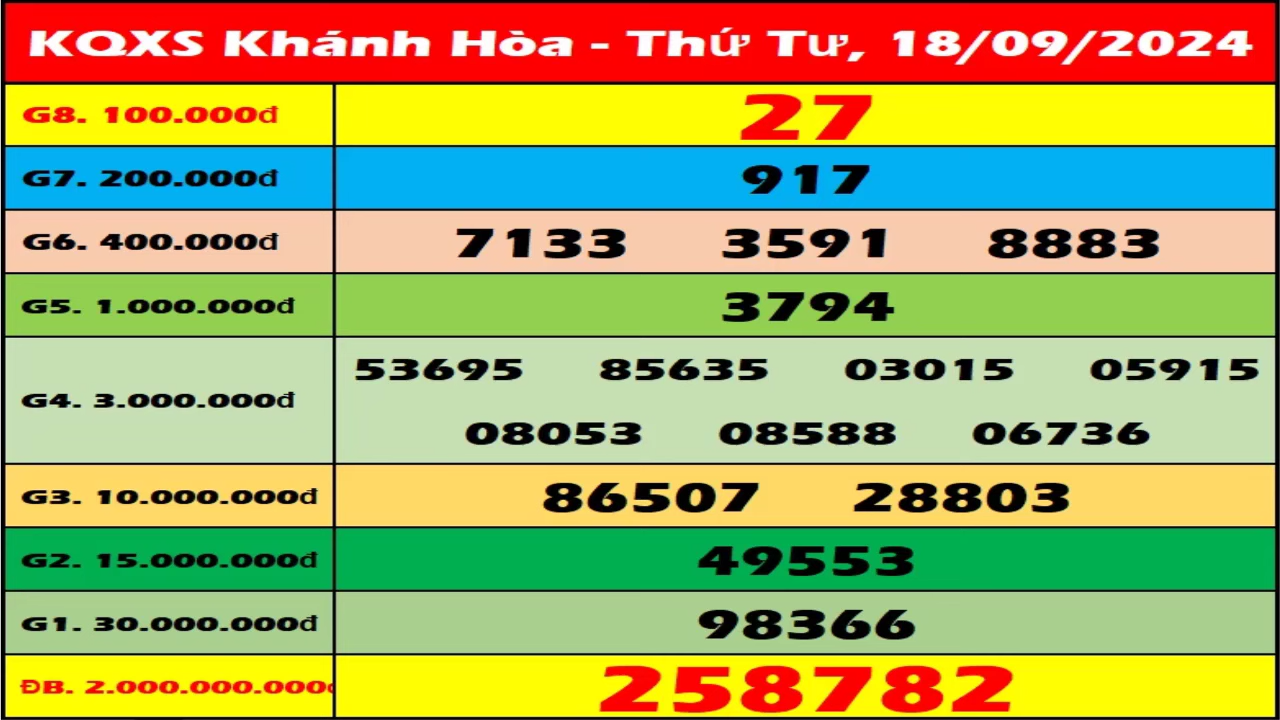 KQXS Khánh Hòa - Thứ Tư, 18/09/2024
G8. 100.000đ 27
G7. 200.000đ 917
G6. 400.000đ 7133 3591 8883
G5. 1.000.000đ 3794
G4. 3.000.000đ
53695 85635 03015 05915
08053 08588 06736
G3. 10.000.000đ 86507 28803
G2. 15.000.000đ 49553
G1. 30.000.000đ 98366
ĐB. 2.000.000.000đ 258782